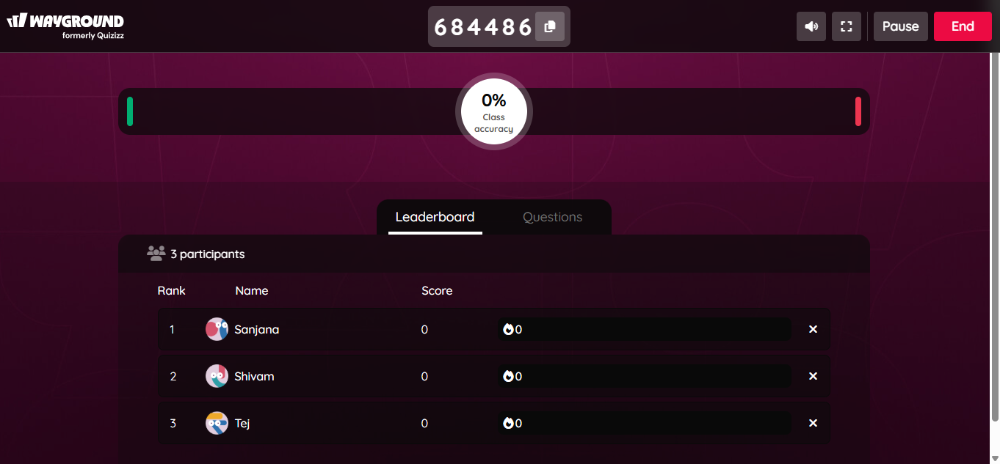 WAYGROUND
formerly Quizizz
684486
Pause
End
0%
Class
accuracy
Leaderboard Questions
3 participants
Rank Name Score
1 Sanjana 0 0
2 Shivam 0 0
3 Tej 0 0